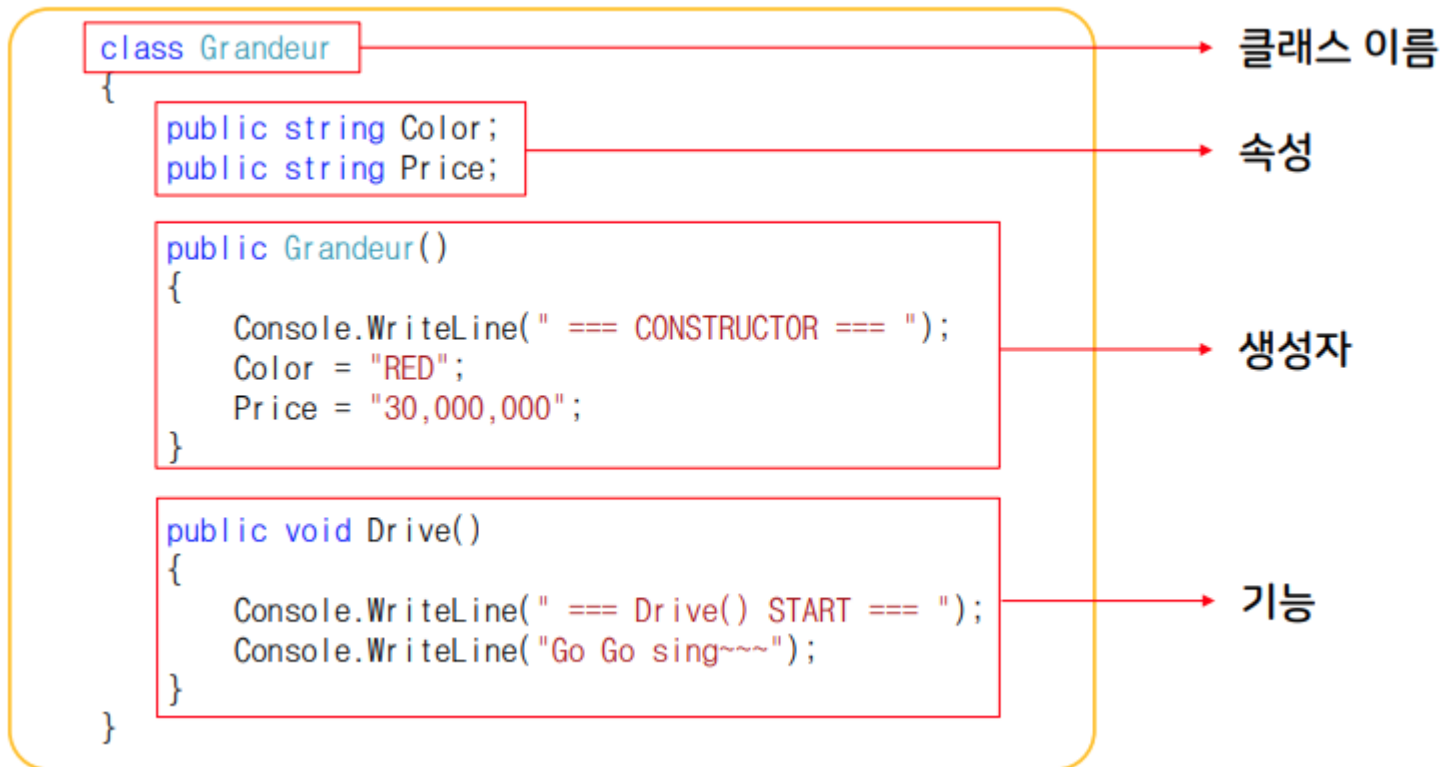 class Grandeur
클래스 이름
{
public string Color;
public string Price;
속성
public Grandeur()
{
Console.WriteLine(" === CONSTRUCTOR === ");
Color = "RED";
Price = "30,000,000";
}
생성자
public void Drive()
{
Console.WriteLine(" === Drive() START === ");
Console.WriteLine("Go Go sing~~~");
}
기능
}